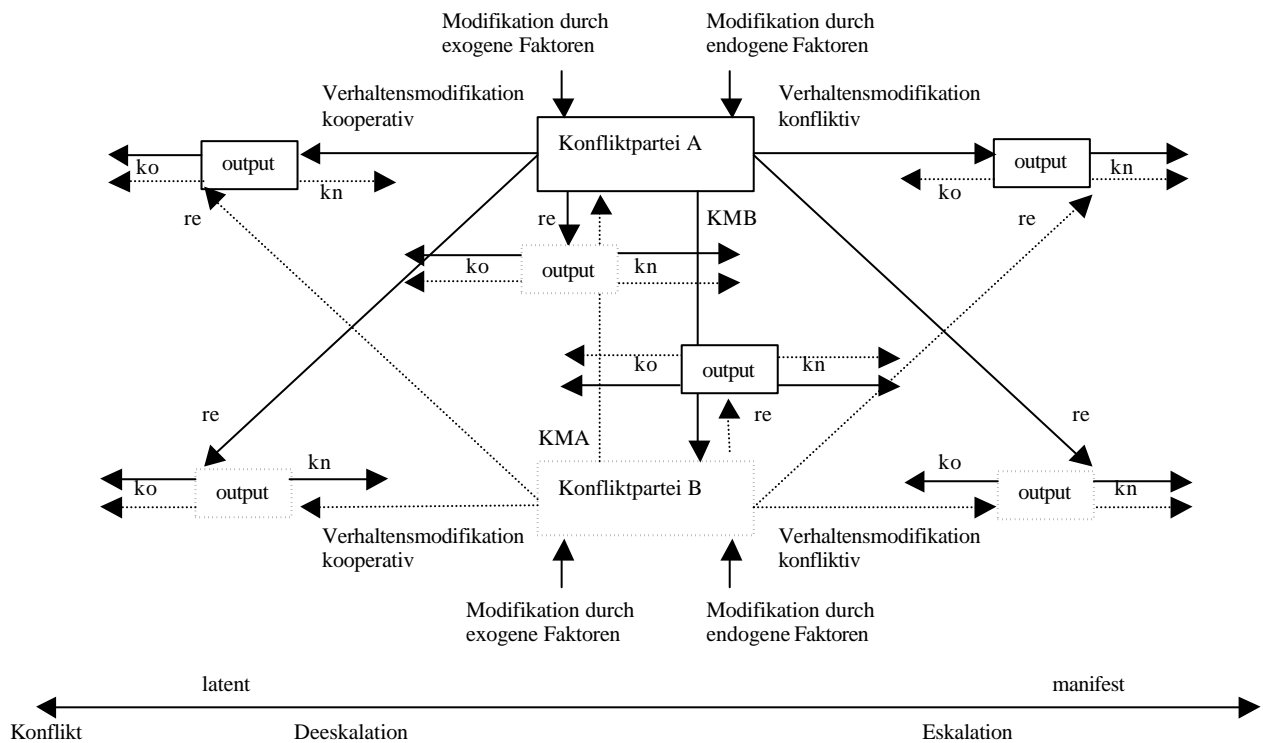 Modifikation durch
exogene Faktoren
Modifikation durch
endogene Faktoren
Verhaltensmodifikation
kooperativ
Verhaltensmodifikation
konfliktiv
Konfliktpartei A
output
output
ko
kn
ko
kn
re
re
re
KMB
output
ko
kn
output
ko
kn
re
re
re
KMA
Konfliktpartei B
output
ko
kn
output
ko
kn
Verhaltensmodifikation
kooperativ
Verhaltensmodifikation
konfliktiv
Modifikation durch
exogene Faktoren
Modifikation durch
endogene Faktoren
latent
manifest
Konflikt
Deeskalation
Eskalation